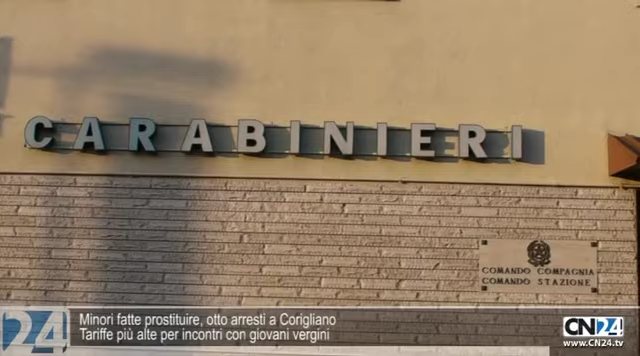 CARABINIERI
COMANDO COMPAGNIA
COMANDO STAZIONE
24
Minori fatte prostituire, otto arresti a Corigliano
Tariffe più alte per incontri con giovani vergini
CN24
www.CN24.tv